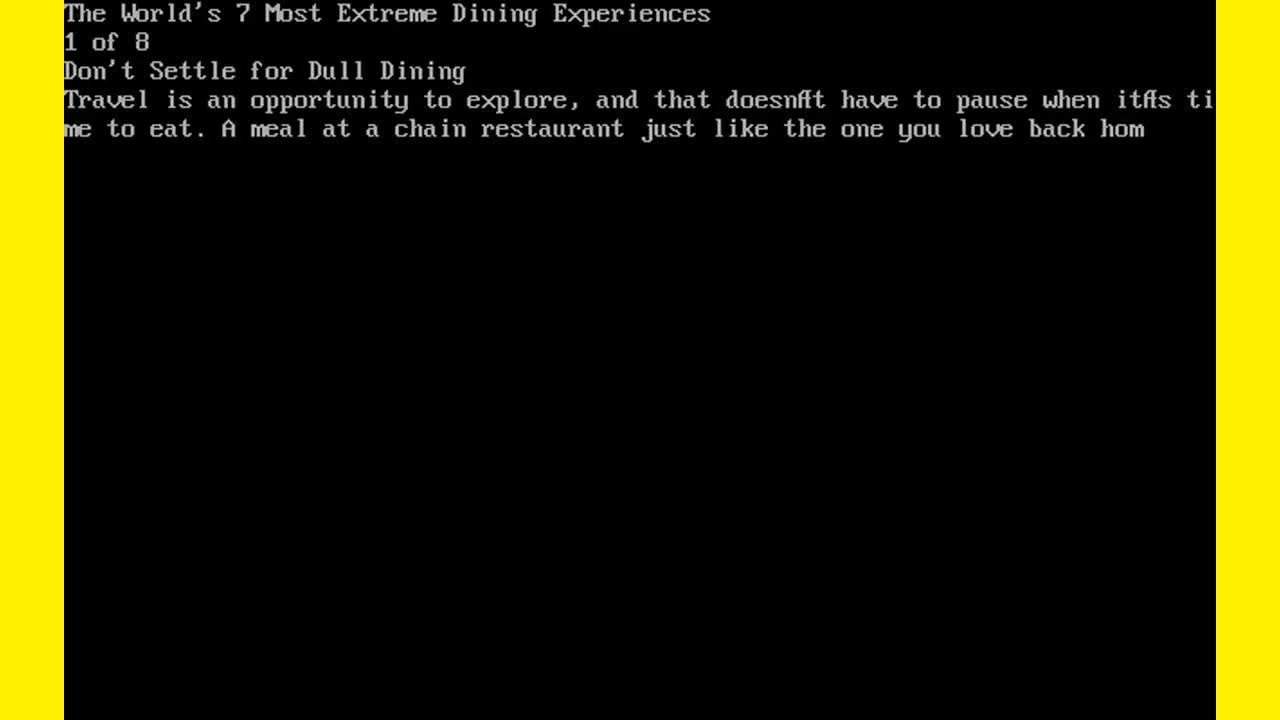 The World's 7 Most Extreme Dining Experiences
1 of 8
Don't Settle for Dull Dining
Travel is an opportunity to explore, and that doesnﬔt have to pause when itﬔs ti
me to eat. A meal at a chain restaurant just like the one you love back hom